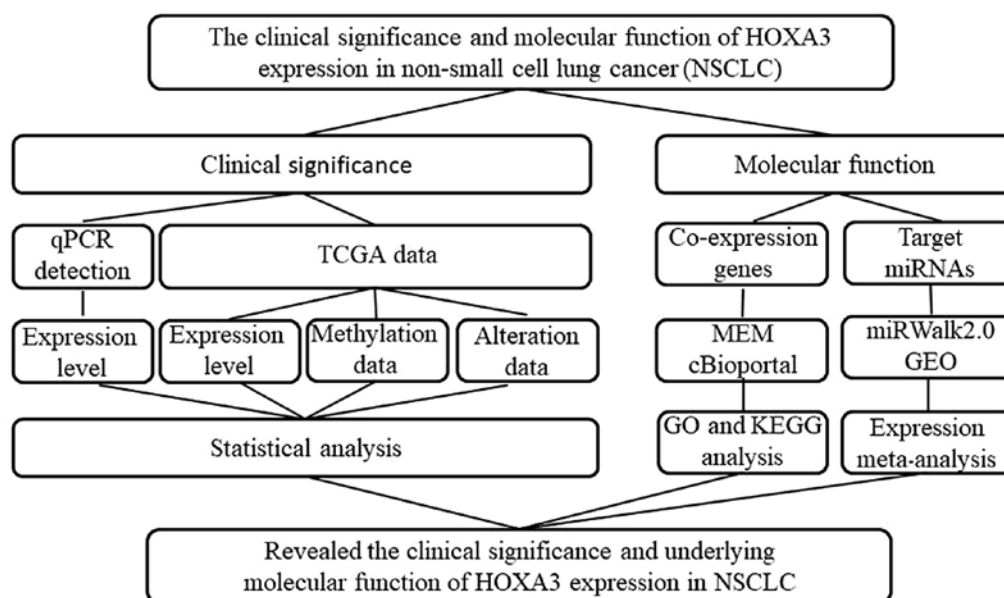 The clinical significance and molecular function of HOXA3
expression in non-small cell lung cancer (NSCLC)
Clinical significance
Molecular function
qPCR
detection
TCGA data
Co-expression
genes
Target
miRNAs
Expression
level
Expression
level
Methylation
data
Alteration
data
MEM
cBioportal
miRWalk2.0
GEO
Statistical analysis
GO and KEGG
analysis
Expression
meta-analysis
Revealed the clinical significance and underlying
molecular function of HOXA3 expression in NSCLC